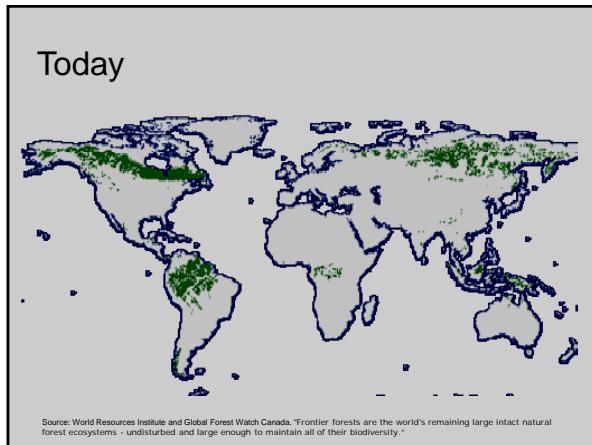 Today
Source: World Resources Institute and Global Forest Watch Canada. "Frontier forests are the world's remaining large intact natural
forest ecosystems - undisturbed and large enough to maintain all of their biodiversity."